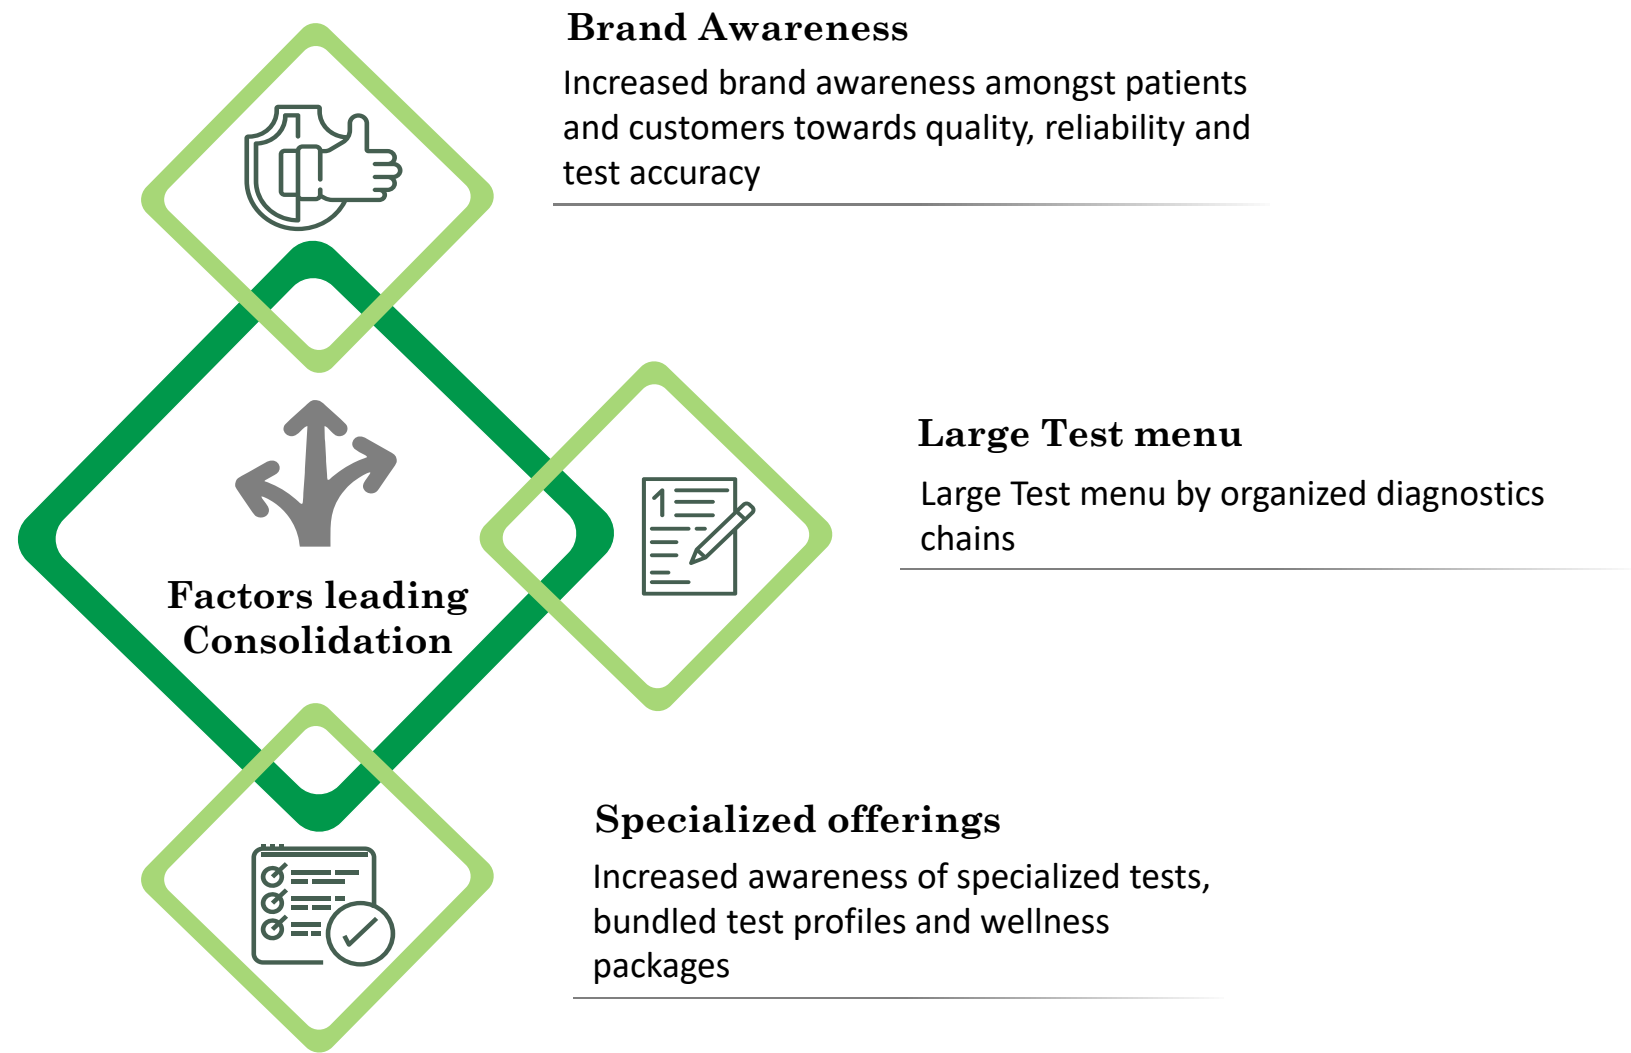 Brand Awareness
Increased brand awareness amongst patients
and customers towards quality, reliability and
test accuracy
Factors leading
Consolidation
1
Large Test menu
Large Test menu by organized diagnostics
chains
Specialized offerings
Increased awareness of specialized tests,
bundled test profiles and wellness
packages